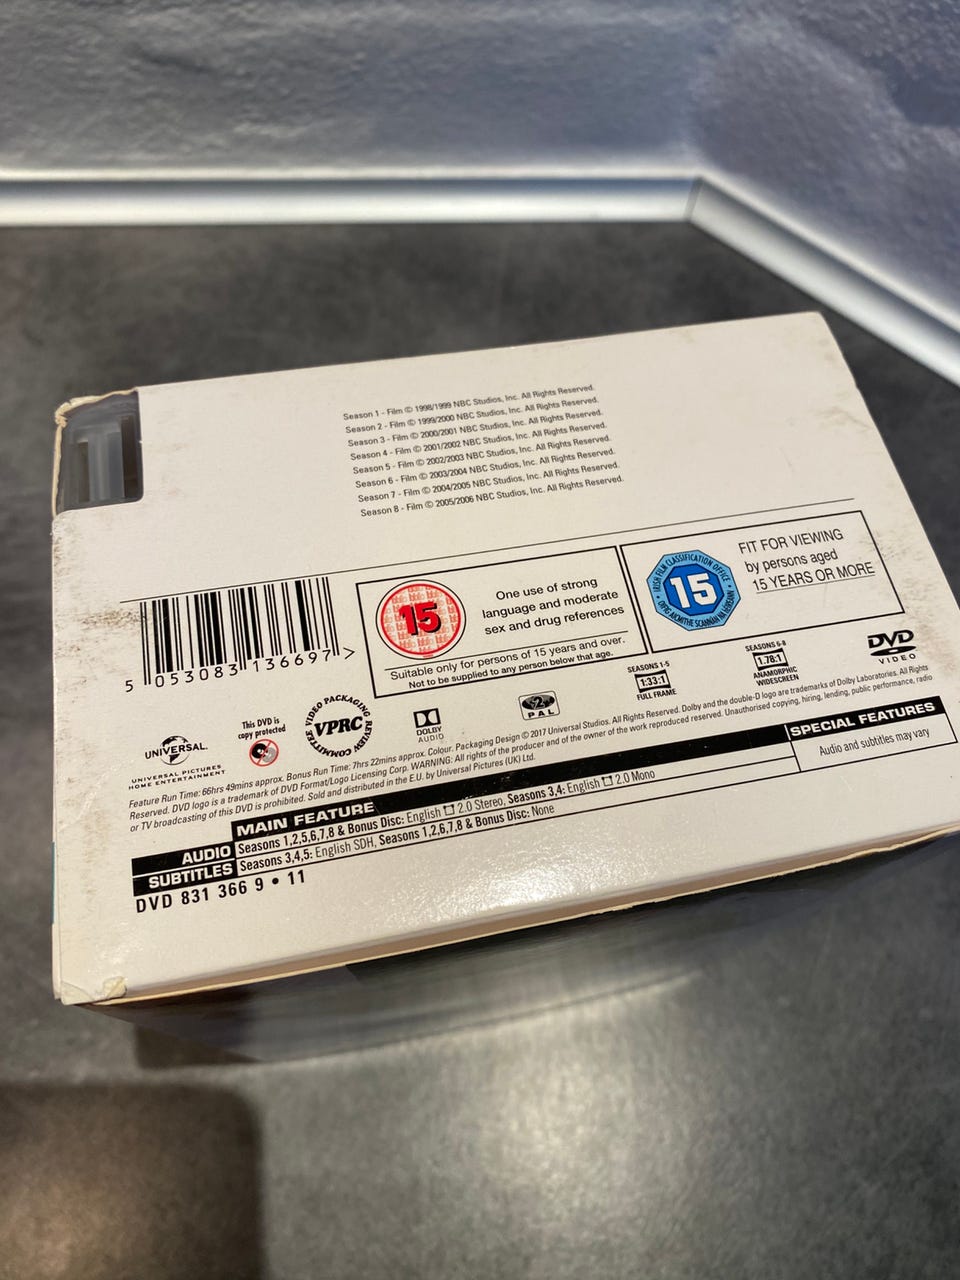 Season 1 - Film © 1998/1999 NBC Studios, Inc. All Rights Reserved.
Season 2 - Film © 1999/2000 NBC Studios, Inc. All Rights Reserved.
Season 3 - Film © 2000/2001 NBC Studios, Inc. All Rights Reserved.
Season 4 - Film © 2001/2002 NBC Studios, Inc. All Rights Reserved.
Season 5 - Film © 2002/2003 NBC Studios, Inc. All Rights Reserved.
Season 6 - Film © 2003/2004 NBC Studios, Inc. All Rights Reserved.
Season 7 - Film © 2004/2005 NBC Studios, Inc. All Rights Reserved.
Season 8 - Film © 2005/2006 NBC Studios, Inc. All Rights Reserved.
5 053083 136697 >
15
One use of strong
language and moderate
sex and drug references
Suitable only for persons of 15 years and over.
Not to be supplied to any person below that age.
IRISH FILM CLASSIFICATION OFFICE
15
FIT FOR VIEWING
by persons aged
15 YEARS OR MORE
UNIVERSAL
UNIVERSAL PICTURES
HOME ENTERTAINMENT
This DVD is
copy protected
VIDEO PACKAGING REVIEW COMMITTEE
VPRC
DOLBY
AUDIO
2
PAL
SEASONS 1-5
1:33:1
FULL FRAME
SEASONS 6-8
1.78:1
ANAMORPHIC
WIDESCREEN
DVD
VIDEO
Feature Run Time: 66hrs 49mins approx. Bonus Run Time: 7hrs 22mins approx. Colour. Packaging Design © 2017 Universal Studios. All Rights Reserved. Dolby and the double-D logo are trademarks of Dolby Laboratories. All Rights
Reserved. DVD logo is a trademark of DVD Format/Logo Licensing Corp. WARNING: All rights of the producer and of the owner of the work reproduced reserved. Unauthorised copying, hiring, lending, public performance, radio
or TV broadcasting of this DVD is prohibited. Sold and distributed in the E.U. by Universal Pictures (UK) Ltd.
MAIN FEATURE
SPECIAL FEATURES
AUDIO Seasons 1,2,5,6,7,8 & Bonus Disc: English 2.0 Stereo, Seasons 3,4: English 2.0 Mono
Audio and subtitles may vary
SUBTITLES Seasons 3,4,5: English SDH, Seasons 1,2,6,7,8 & Bonus Disc: None
DVD 831 366 9 • 11